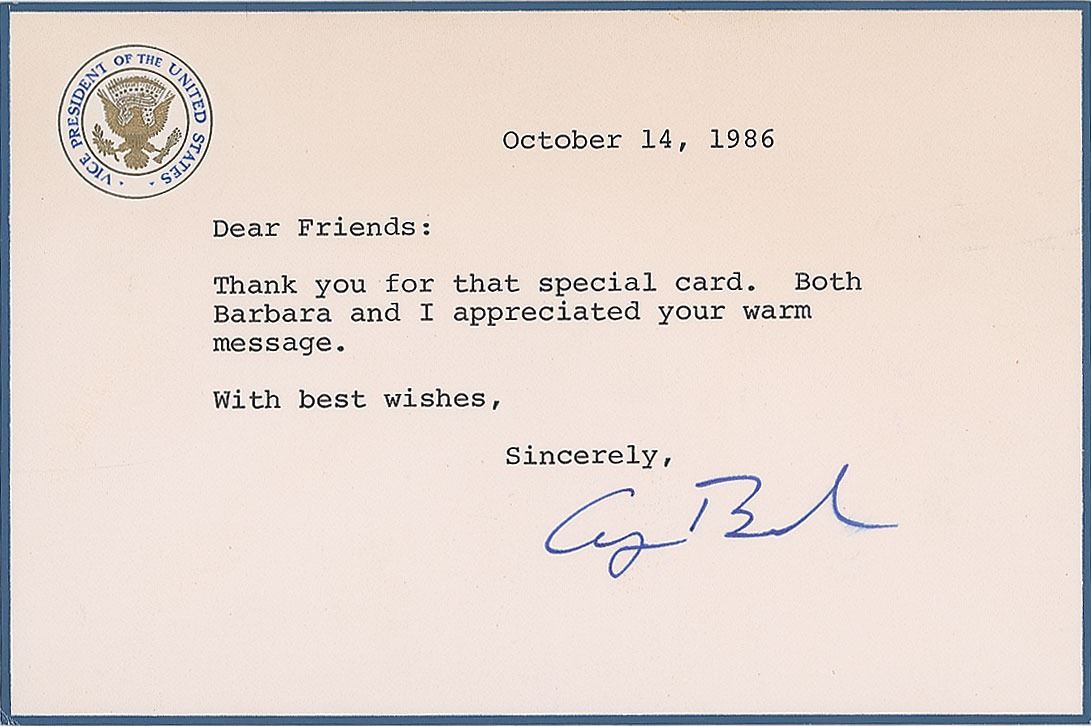 VICE PRESIDENT OF THE UNITED STATES
October 14, 1986
Dear Friends:
Thank you for that special card. Both
Barbara and I appreciated your warm
message.
With best wishes,
Sincerely,
G Bush